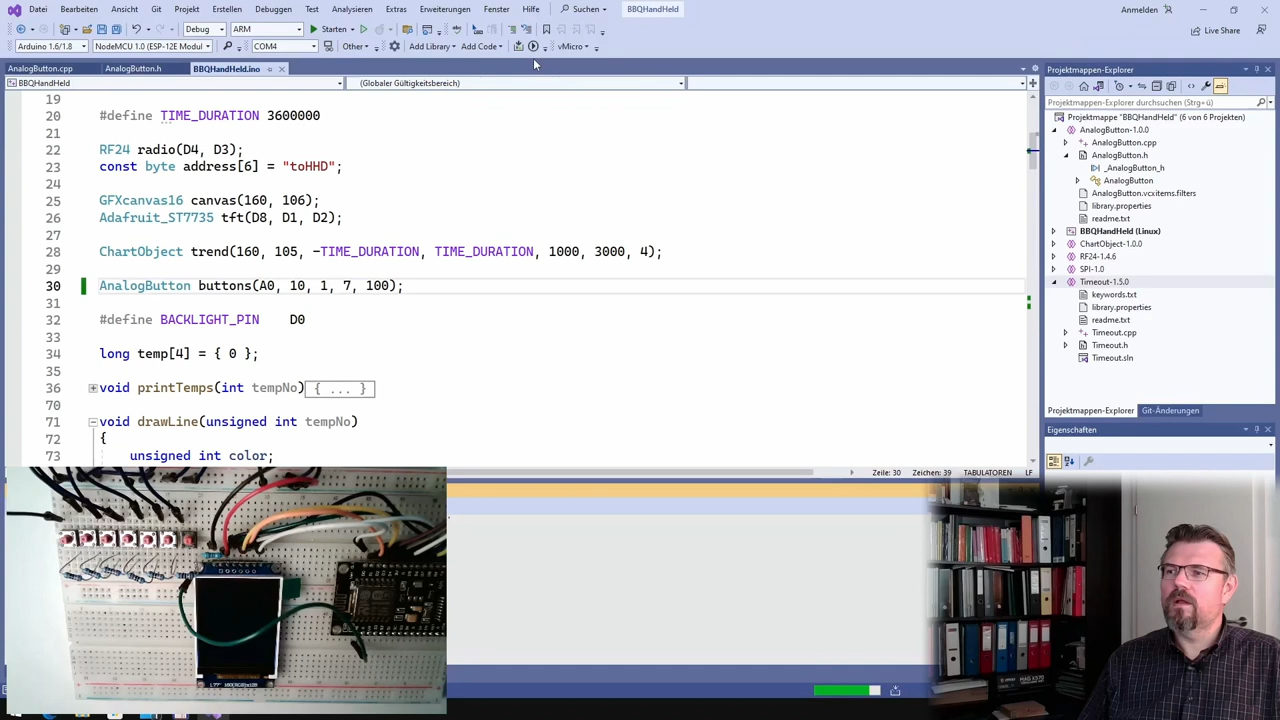 Datei Bearbeiten Ansicht Git Projekt Erstellen Debuggen Test Analysieren Extras Erweiterungen Fenster Hilfe Suchen BBQHandHeld Anmelden
Debug ARM Starten Live Share
Arduino 1.6/1.8 NodeMCU 1.0 (ESP-12E Modul COM4 Other Add Library Add Code vMicro
AnalogButton.cpp AnalogButton.h BBQHandHeld.ino
BBQHandHeld (Globaler Gültigkeitsbereich)
19
20 #define TIME_DURATION 3600000
21
22 RF24 radio(D4, D3);
23 const byte address[6] = "toHHD";
24
25 GFXcanvas16 canvas(160, 106);
26 Adafruit_ST7735 tft(D8, D1, D2);
27
28 ChartObject trend(160, 105, -TIME_DURATION, TIME_DURATION, 1000, 3000, 4);
29
30 AnalogButton buttons(A0, 10, 1, 7, 100);
31
32 #define BACKLIGHT_PIN D0
33
34 long temp[4] = { 0 };
35
36 void printTemps(int tempNo) { ... }
70
71 void drawLine(unsigned int tempNo)
72 {
73 unsigned int color;
Zeile: 30 Zeichen: 39 TABULATOREN LF
Projektmappen-Explorer
Projektmappen-Explorer durchsuchen (Strg+ü)
Projektmappe "BBQHandHeld" (6 von 6 Projekten)
AnalogButton-1.0.0
AnalogButton.cpp
AnalogButton.h
_AnalogButton_h
AnalogButton
AnalogButton.vcxitems.filters
library.properties
readme.txt
BBQHandHeld (Linux)
ChartObject-1.0.0
RF24-1.4.6
SPI-1.0
Timeout-1.5.0
keywords.txt
library.properties
readme.txt
Timeout.cpp
Timeout.h
Timeout.sln
Projektmappen-Explorer Git-Änderungen
Eigenschaften